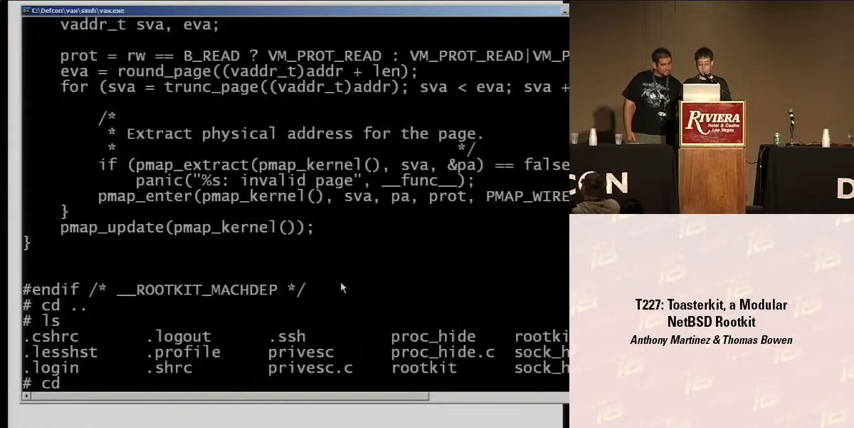 C:\Defcon\vax\simh\vax.exe
vaddr_t sva, eva;
prot = rw == B_READ ? VM_PROT_READ : VM_PROT_READ|VM_P
eva = round_page((vaddr_t)addr + len);
for (sva = trunc_page((vaddr_t)addr); sva < eva; sva +
/*
* Extract physical address for the page.
*
*/
if (pmap_extract(pmap_kernel(), sva, &pa) == false
panic("%s: invalid page", __func__);
pmap_enter(pmap_kernel(), sva, pa, prot, PMAP_WIRE
}
pmap_update(pmap_kernel());
}
#endif /* __ROOTKIT_MACHDEP */
# cd ..
# ls
.cshrc .logout .ssh proc_hide rootki
.lesshst .profile privesc proc_hide.c sock_h
.login .shrc privesc.c rootkit sock_h
# cd
RIVIERA
Hotel & Casino
Las Vegas
CON
D
T227: Toasterkit, a Modular
NetBSD Rootkit
Anthony Martinez & Thomas Bowen